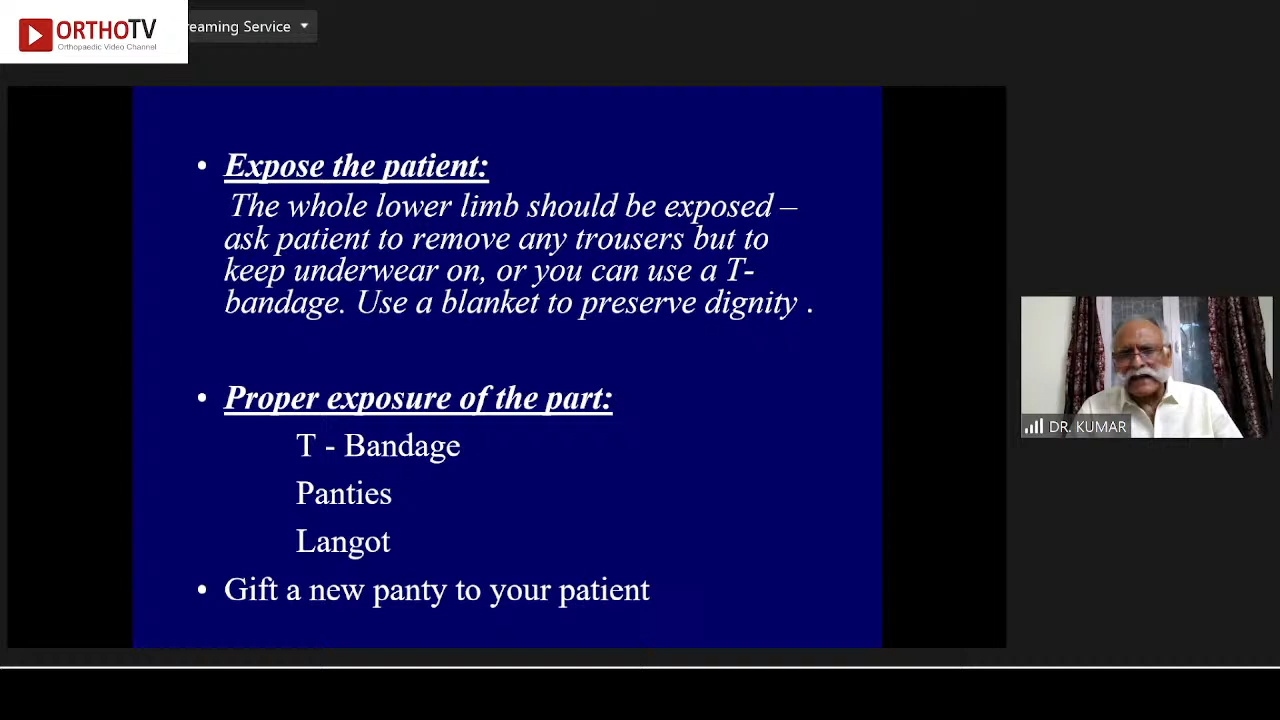 ORTHOTV
Orthopaedic Video Channel
reaming Service
• Expose the patient:
The whole lower limb should be exposed –
ask patient to remove any trousers but to
keep underwear on, or you can use a T-
bandage. Use a blanket to preserve dignity .
• Proper exposure of the part:
T - Bandage
Panties
Langot
• Gift a new panty to your patient
DR. KUMAR